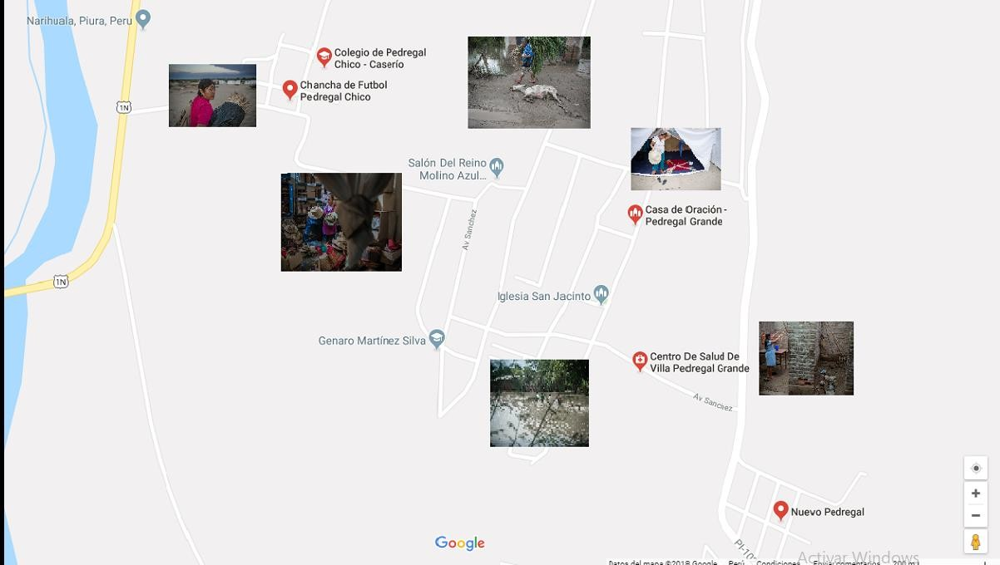 Narihuala, Piura, Peru
Colegio de Pedregal
Chico - Caserío
Chancha de Futbol
Pedregal Chico
1N
Salón Del Reino
Molino Azul...
Av Sanchez
Casa de Oración -
Pedregal Grande
1N
Iglesia San Jacinto
Genaro Martínez Silva
Centro De Salud De
Villa Pedregal Grande
Av Sanchez
Nuevo Pedregal
Google
PI-10
Activar Windows
Datos del mapa ©2018 Google Perú Condiciones Enviar comentarios 200 m